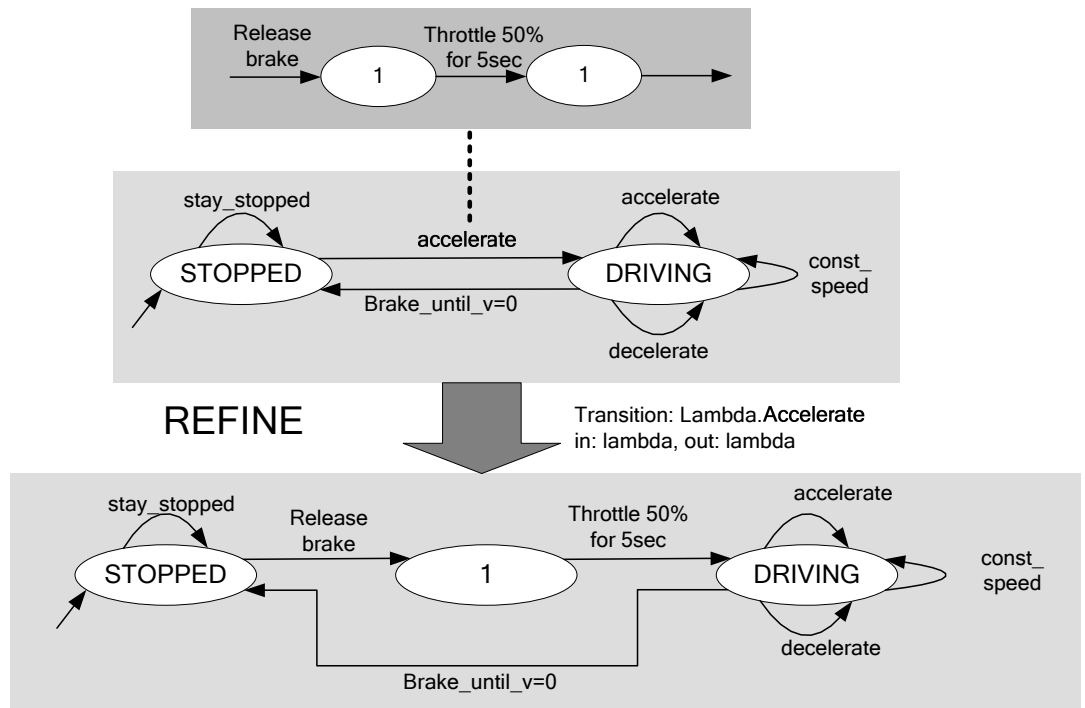 Release
brake
Throttle 50%
for 5sec
1
1
stay_stopped
accelerate
accelerate
STOPPED
DRIVING
const_
speed
Brake_until_v=0
decelerate
REFINE
Transition: Lambda.Accelerate
in: lambda, out: lambda
stay_stopped
Release
brake
Throttle 50%
for 5sec
accelerate
STOPPED
1
DRIVING
const_
speed
decelerate
Brake_until_v=0